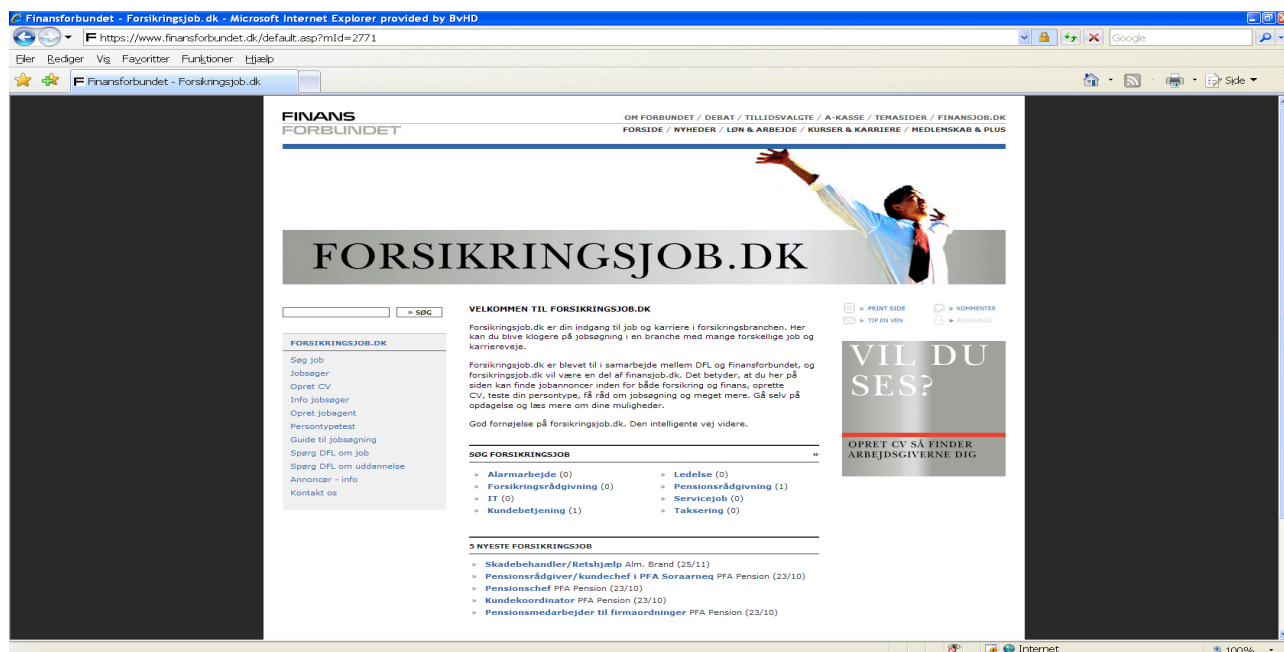 Finansforbundet - Forsikringsjob.dk - Microsoft Internet Explorer provided by BvHD
https://www.finansforbundet.dk/default.asp?mId=2771
Google
Filer Rediger Vis Favoritter Funktioner Hjælp
Finansforbundet - Forsikringsjob.dk
Side
FINANS
FORBUNDET
OM FORBUNDET / DEBAT / TILLIDSVALGTE / A-KASSE / TEMASIDER / FINANSJOB.DK
FORSIDE / NYHEDER / LØN & ARBEJDE / KURSER & KARRIERE / MEDLEMSKAB & PLUS
FORSIKRINGSJOB.DK
» SØG
FORSIKRINGSJOB.DK
Søg job
Jobsøger
Opret CV
Info jobsøger
Opret jobagent
Persontypetest
Guide til jobsøgning
Spørg DFL om job
Spørg DFL om uddannelse
Annoncør - info
Kontakt os
VELKOMMEN TIL FORSIKRINGSJOB.DK
Forsikringsjob.dk er din indgang til job og karriere i forsikringsbranchen. Her
kan du blive klogere på jobsøgning i en branche med mange forskellige job og
karriereveje.
Forsikringsjob.dk er blevet til i samarbejde mellem DFL og Finansforbundet, og
forsikringsjob.dk vil være en del af finansjob.dk. Det betyder, at du her på
siden kan finde jobannoncer inden for både forsikring og finans, oprette
CV, teste din persontype, få råd om jobsøgning og meget mere. Gå selv på
opdagelse og læs mere om dine muligheder.
God fornøjelse på forsikringsjob.dk. Den intelligente vej videre.
SØG FORSIKRINGSJOB »
» Alarmarbejde (0)
» Forsikringsrådgivning (0)
» IT (0)
» Kundebetjening (1)
» Ledelse (0)
» Pensionsrådgivning (1)
» Servicejob (0)
» Taksering (0)
5 NYESTE FORSIKRINGSJOB
» Skadebehandler/Retshjælp Alm. Brand (25/11)
» Pensionsrådgiver/kundechef i PFA Soraarneq PFA Pension (23/10)
» Pensionschef PFA Pension (23/10)
» Kundekoordinator PFA Pension (23/10)
» Pensionsmedarbejder til firmaordninger PFA Pension (23/10)
» PRINT SIDE
» KOMMENTER
» TIP EN VEN
» ANSVARLIG
VIL DU
SES?
OPRET CV SÅ FINDER
ARBEJDSGIVERNE DIG
Internet
100%